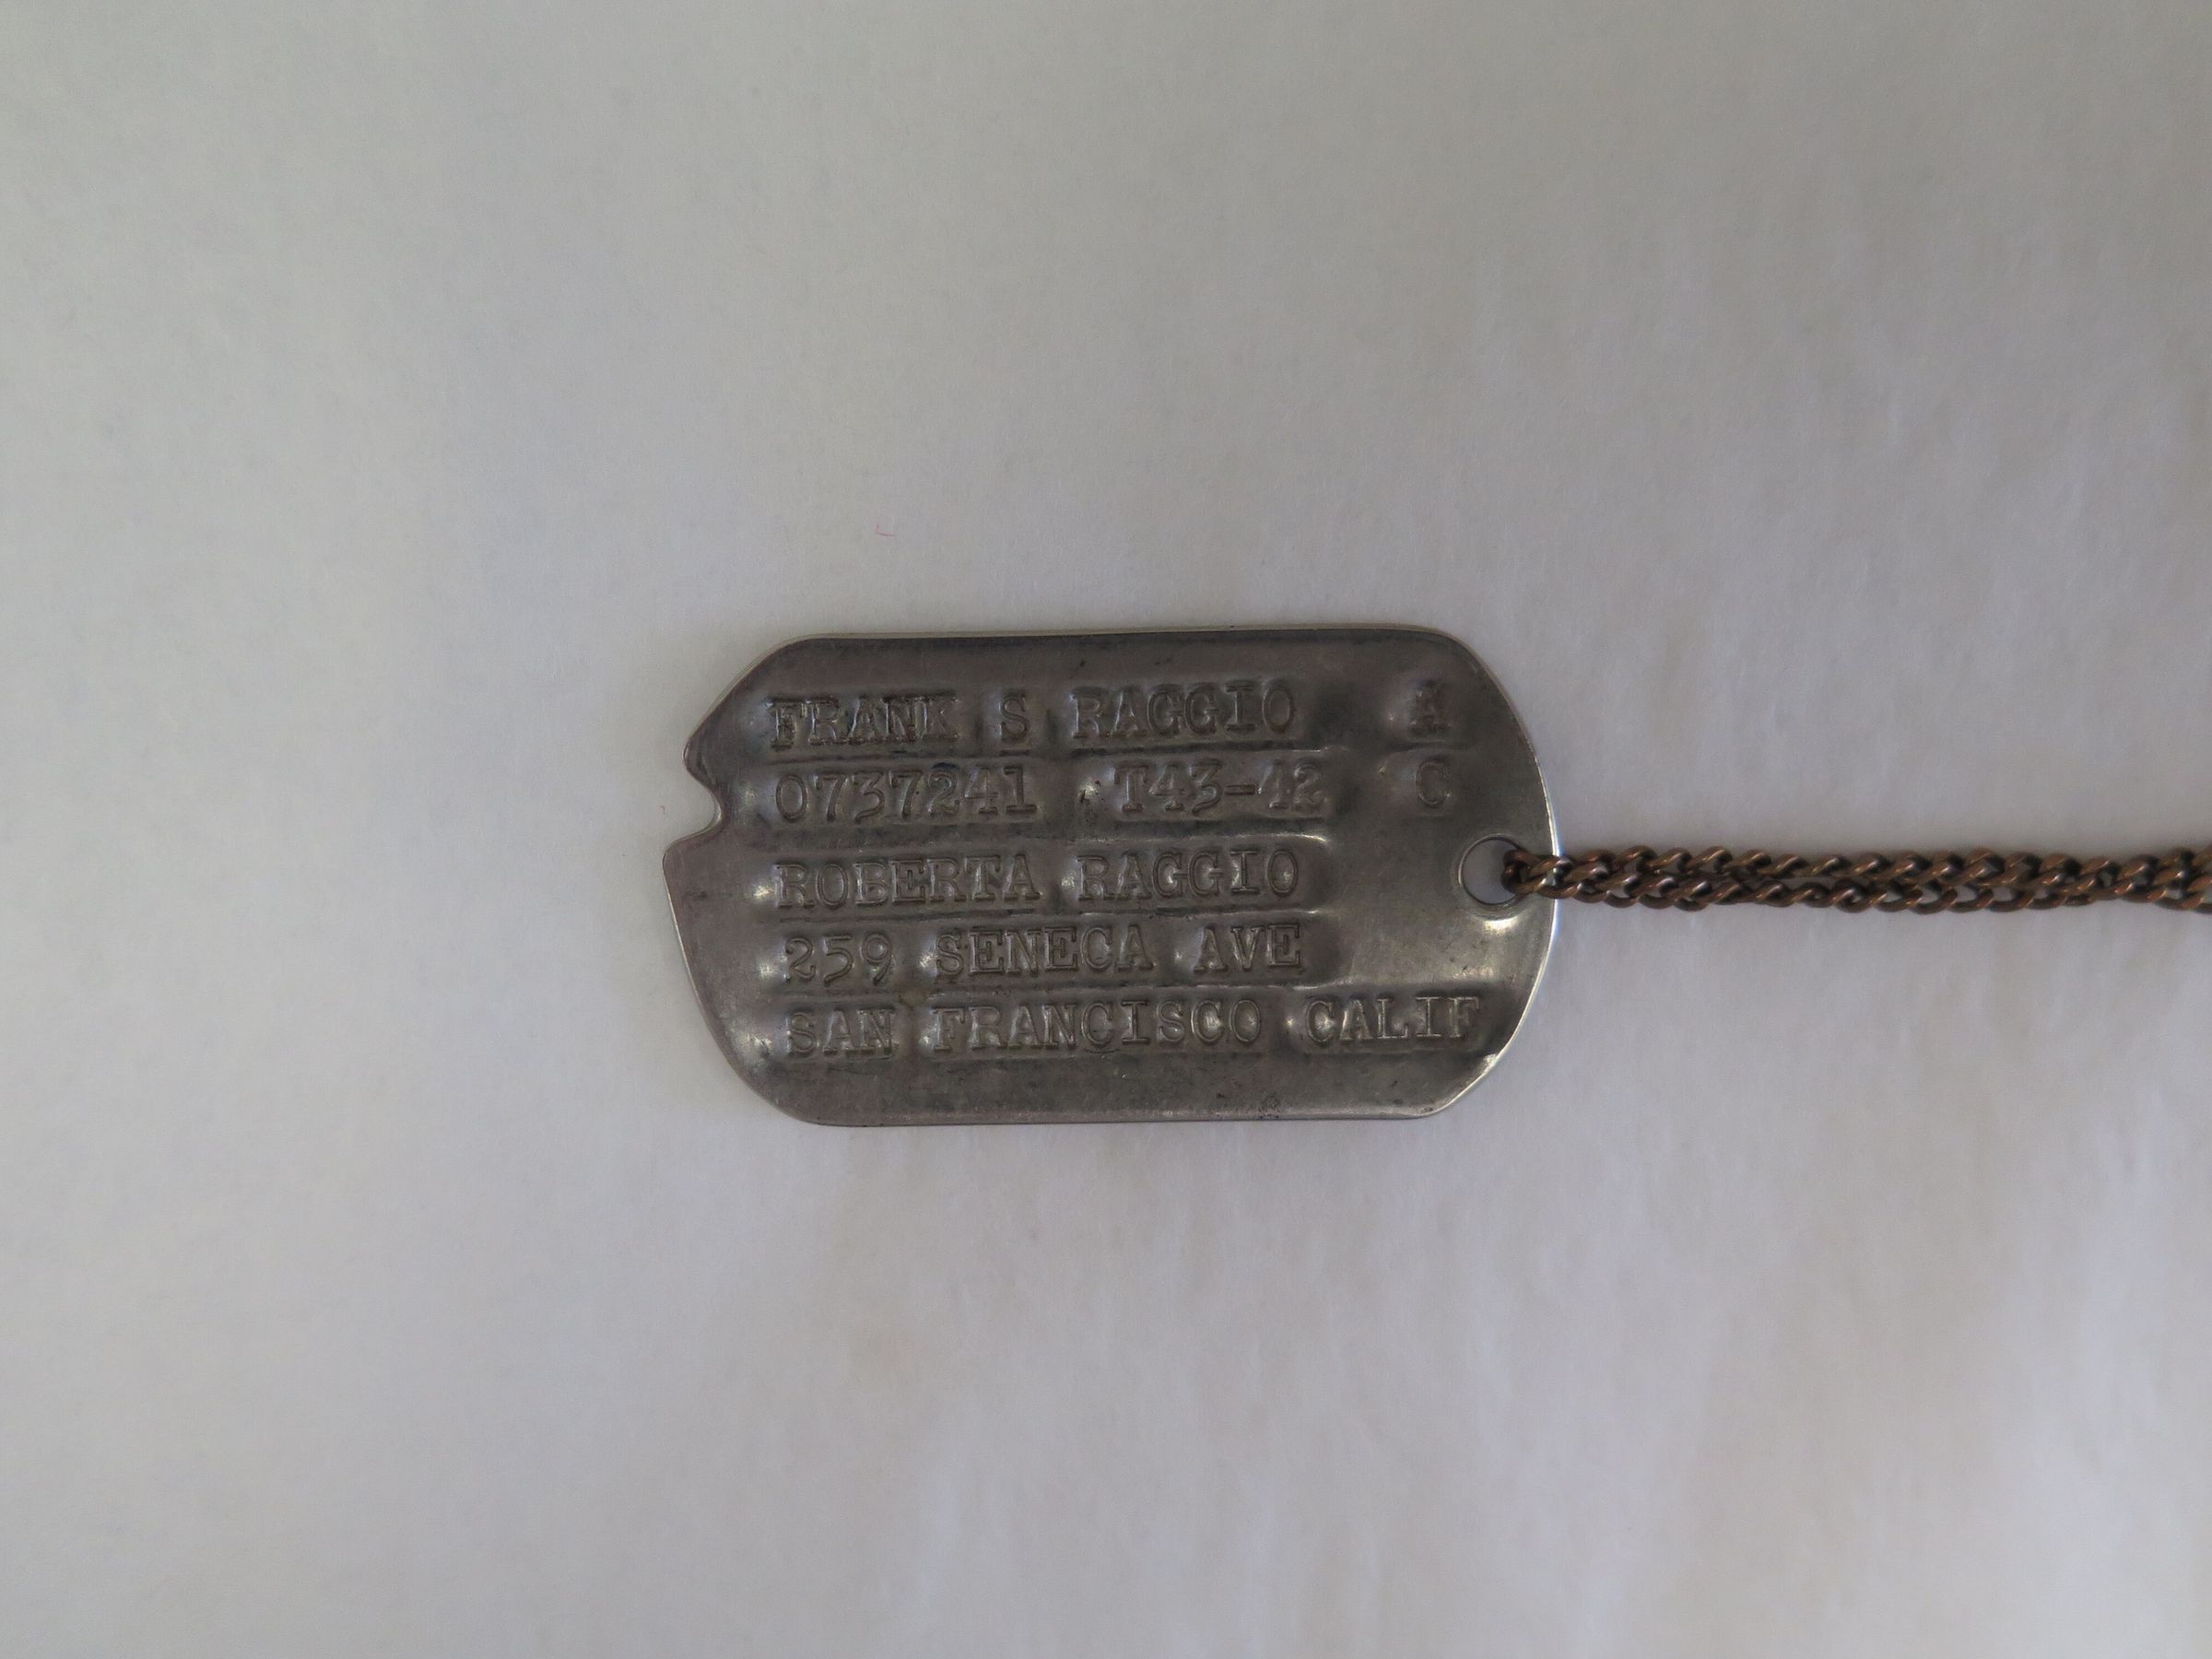 FRANK S RAGGIO A
0737241 T43-42 C
ROBERTA RAGGIO
259 SENECA AVE
SAN FRANCISCO CALIF